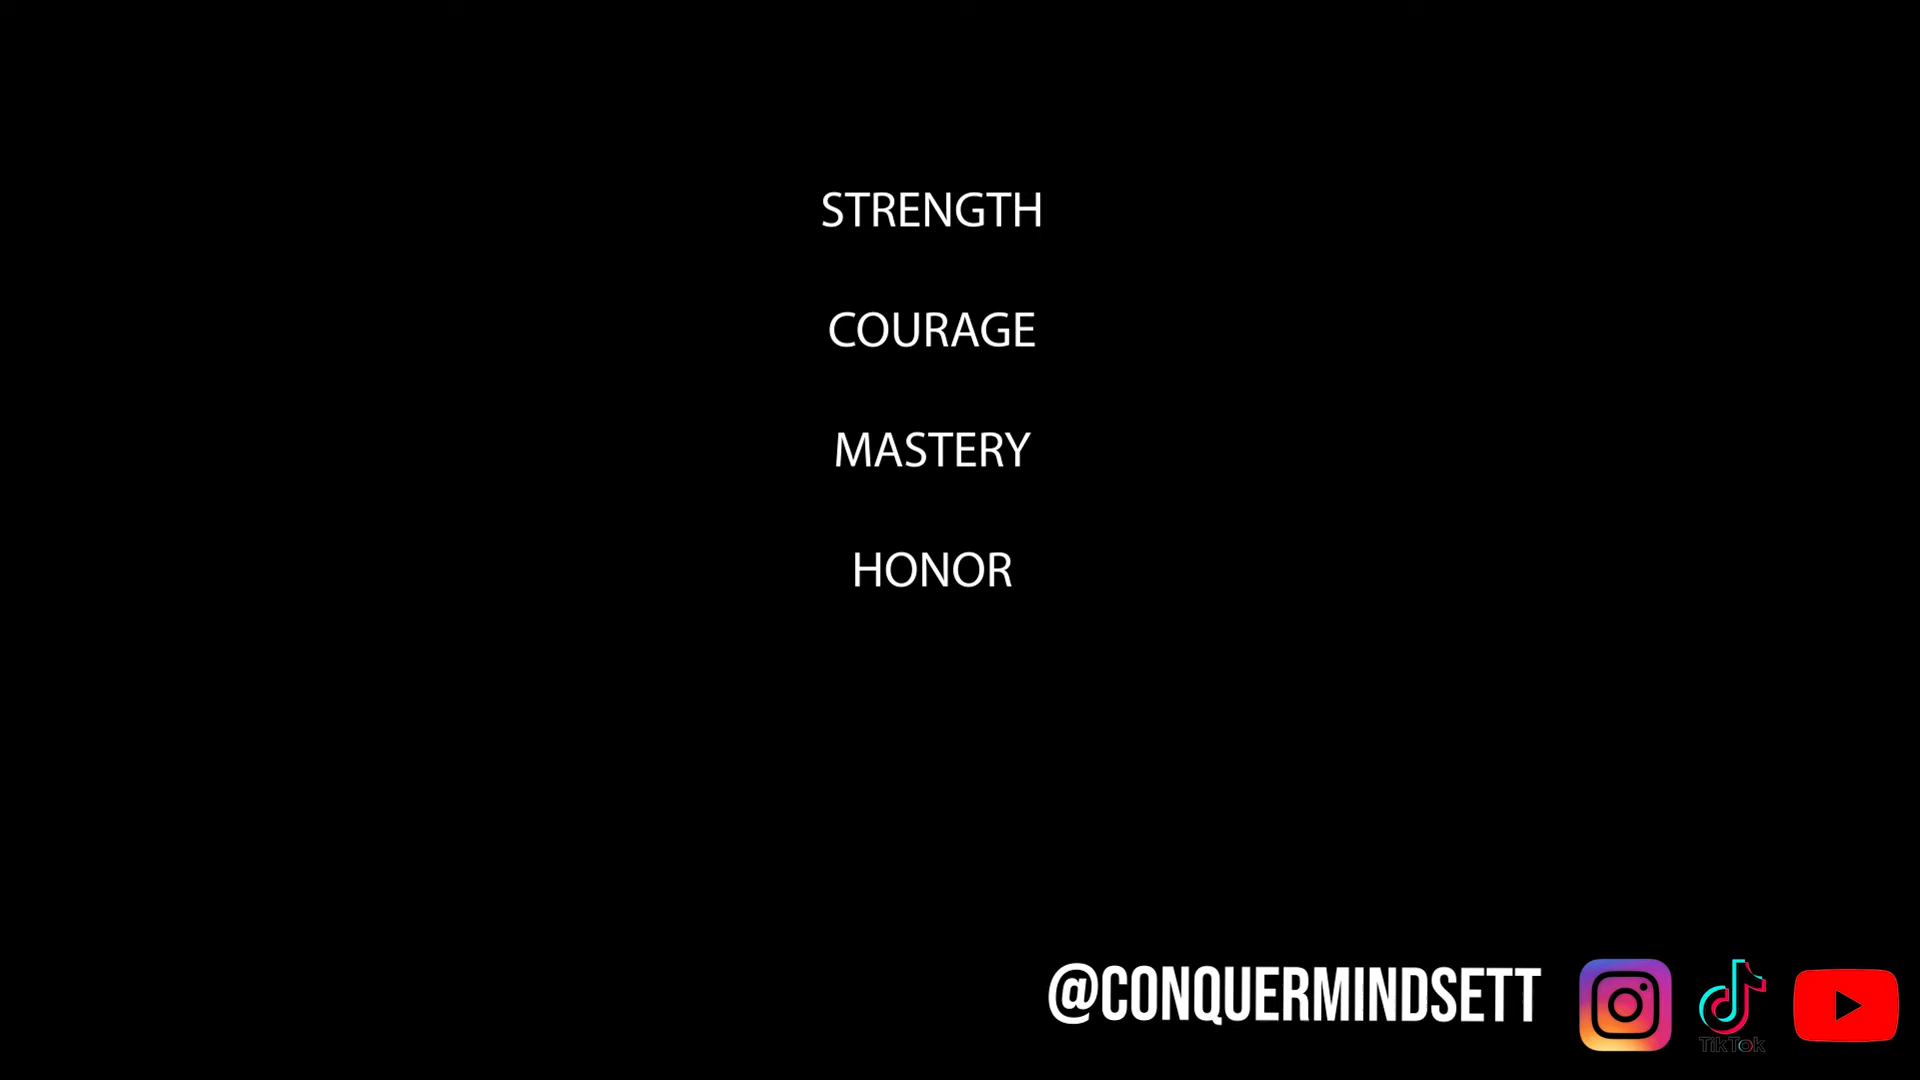 STRENGTH
COURAGE
MASTERY
HONOR
@CONQUERMINDSETT
TikTok